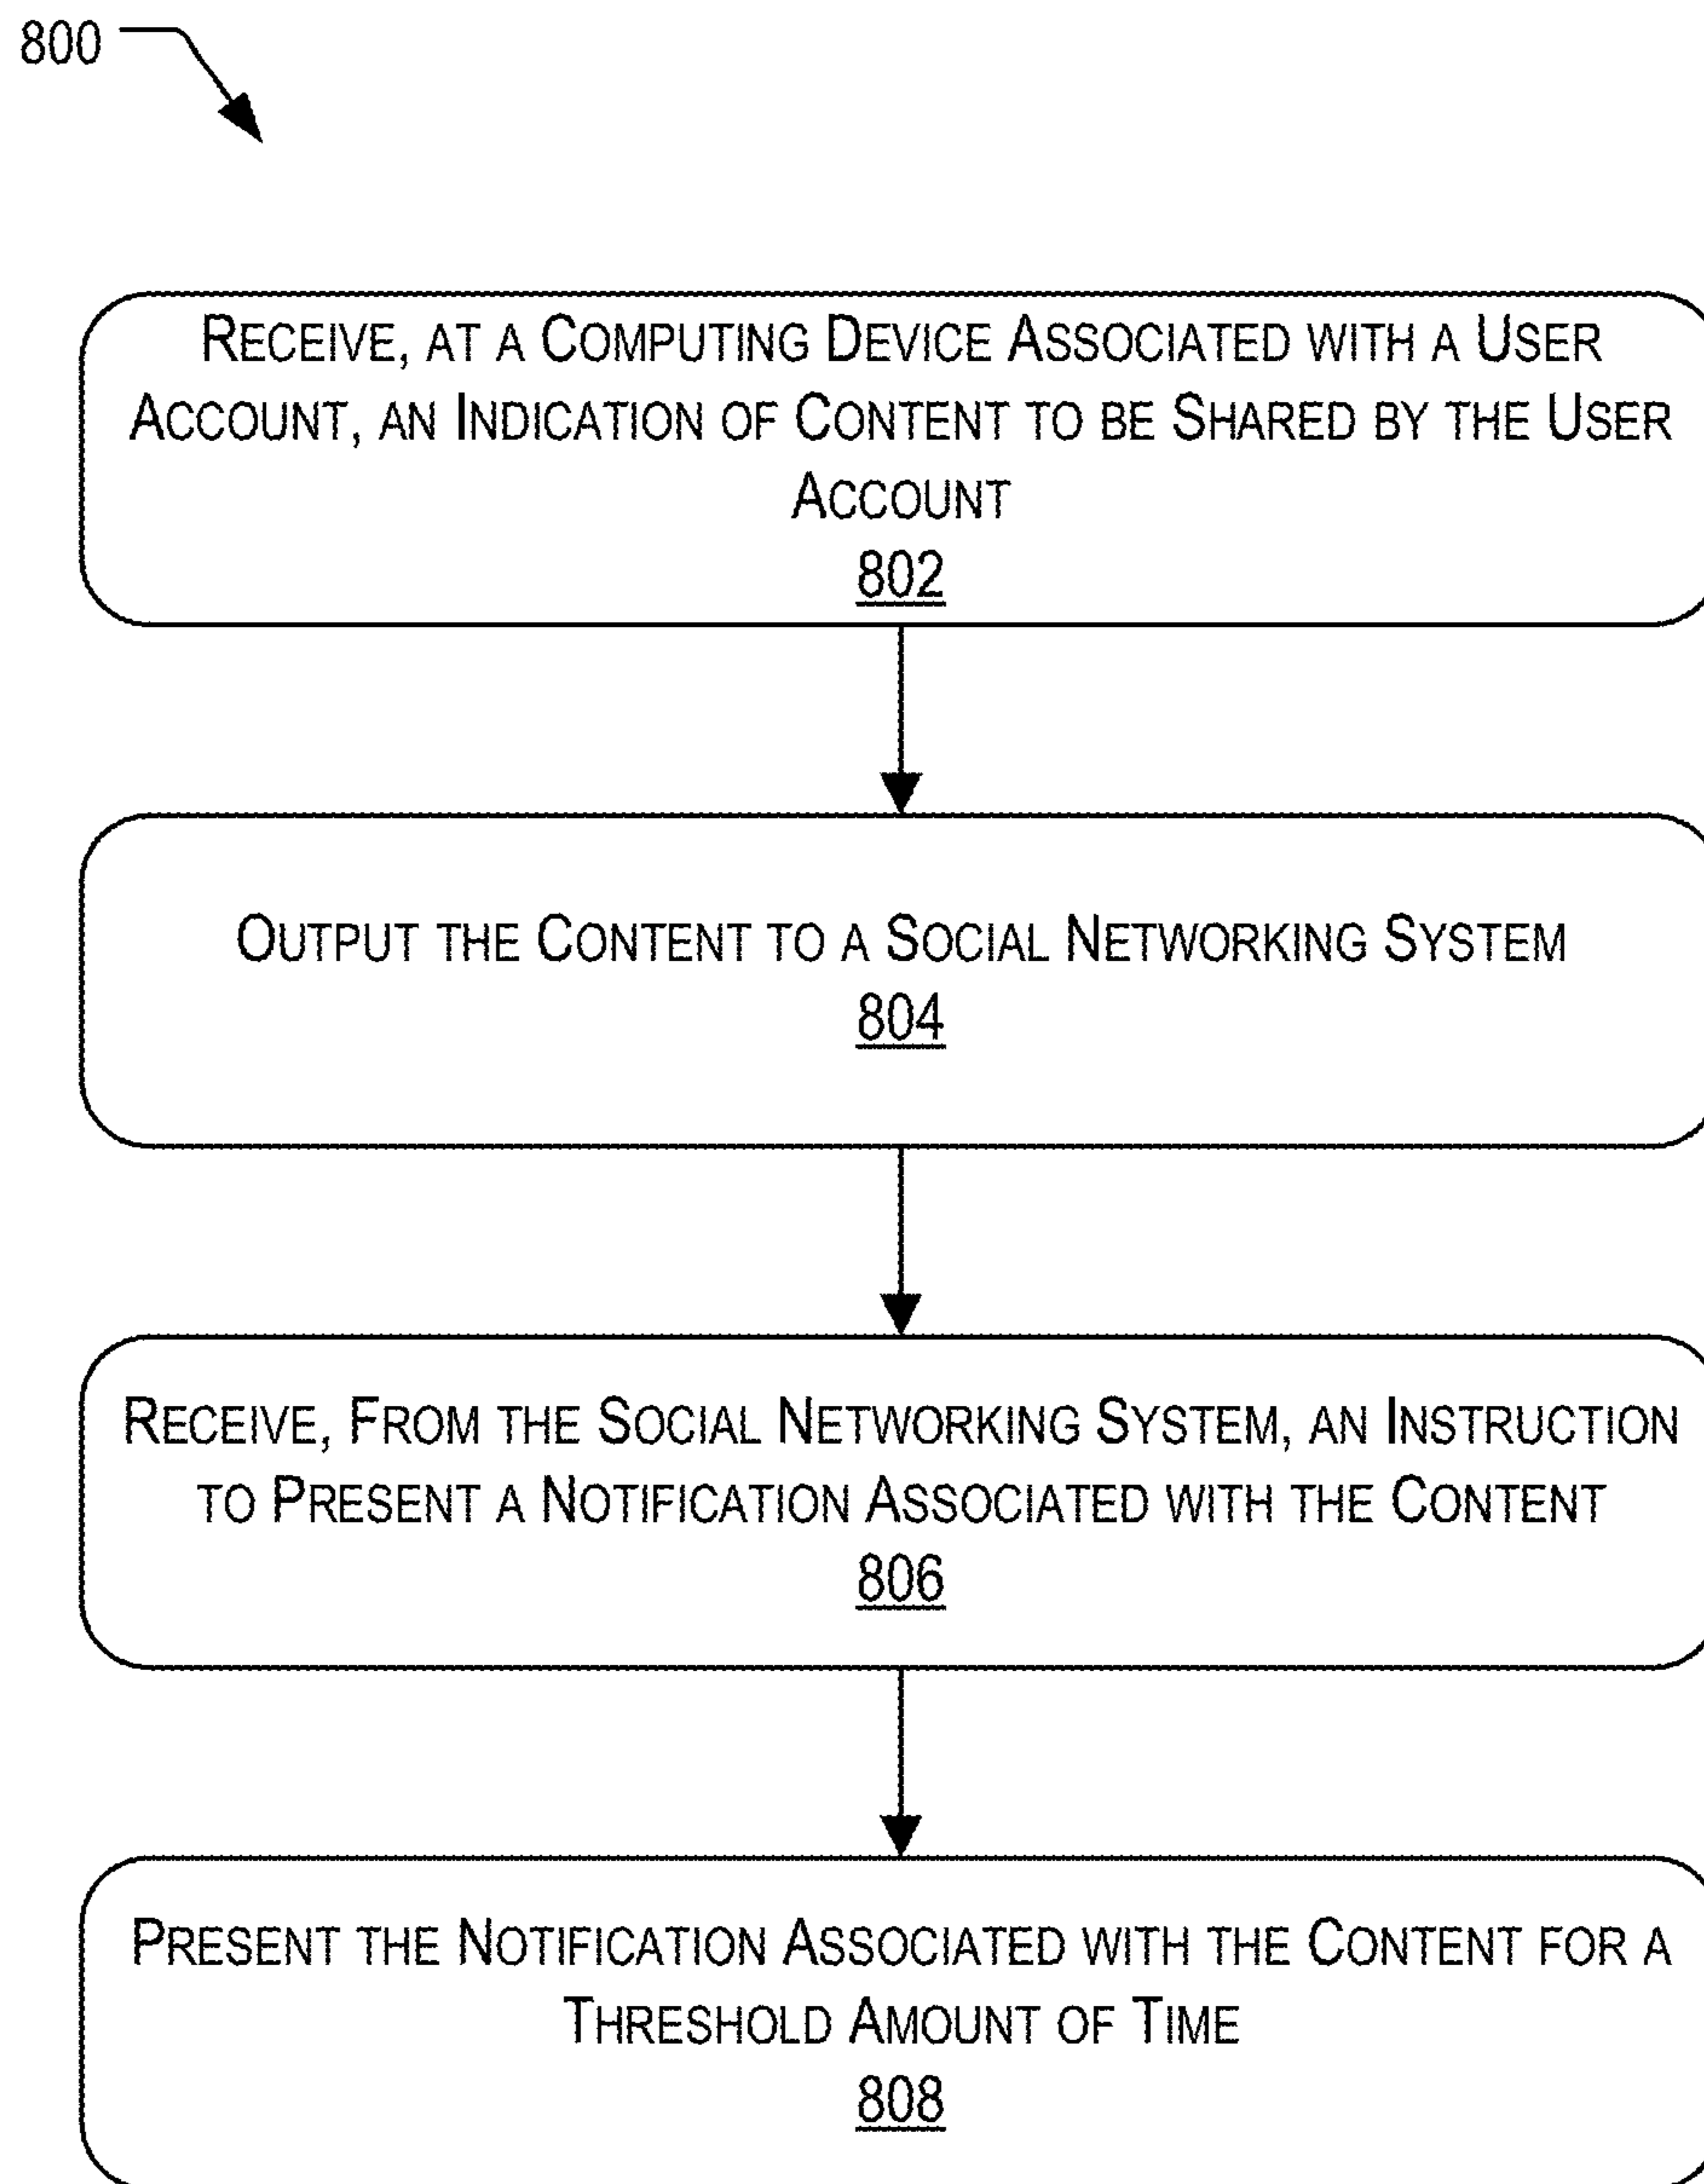 800
RECEIVE, AT A COMPUTING DEVICE ASSOCIATED WITH A USER
ACCOUNT, AN INDICATION OF CONTENT TO BE SHARED BY THE USER
ACCOUNT
802
OUTPUT THE CONTENT TO A SOCIAL NETWORKING SYSTEM
804
RECEIVE, FROM THE SOCIAL NETWORKING SYSTEM, AN INSTRUCTION
TO PRESENT A NOTIFICATION ASSOCIATED WITH THE CONTENT
806
PRESENT THE NOTIFICATION ASSOCIATED WITH THE CONTENT FOR A
THRESHOLD AMOUNT OF TIME
808